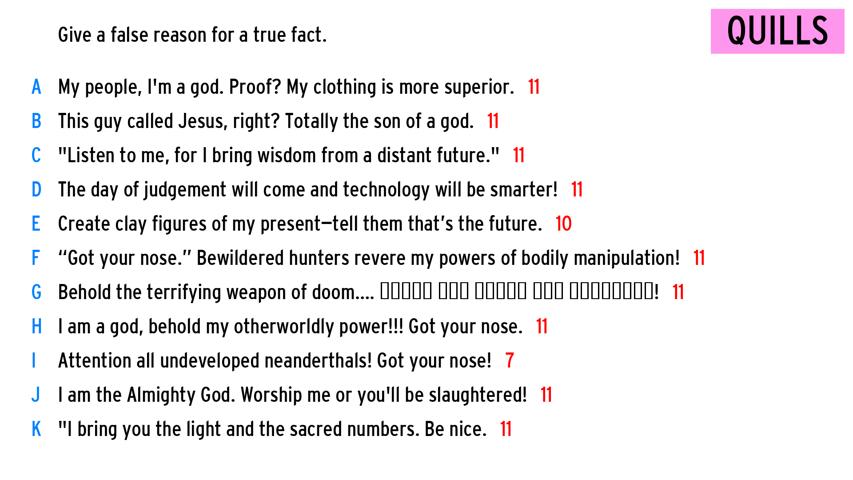 QUILLS
Give a false reason for a true fact.
A My people, I'm a god. Proof? My clothing is more superior. 11
B This guy called Jesus, right? Totally the son of a god. 11
C "Listen to me, for I bring wisdom from a distant future." 11
D The day of judgement will come and technology will be smarter! 11
E Create clay figures of my present—tell them that’s the future. 10
F “Got your nose.” Bewildered hunters revere my powers of bodily manipulation! 11
G Behold the terrifying weapon of doom.... ! 11
H I am a god, behold my otherworldly power!!! Got your nose. 11
I Attention all undeveloped neanderthals! Got your nose! 7
J I am the Almighty God. Worship me or you'll be slaughtered! 11
K "I bring you the light and the sacred numbers. Be nice. 11